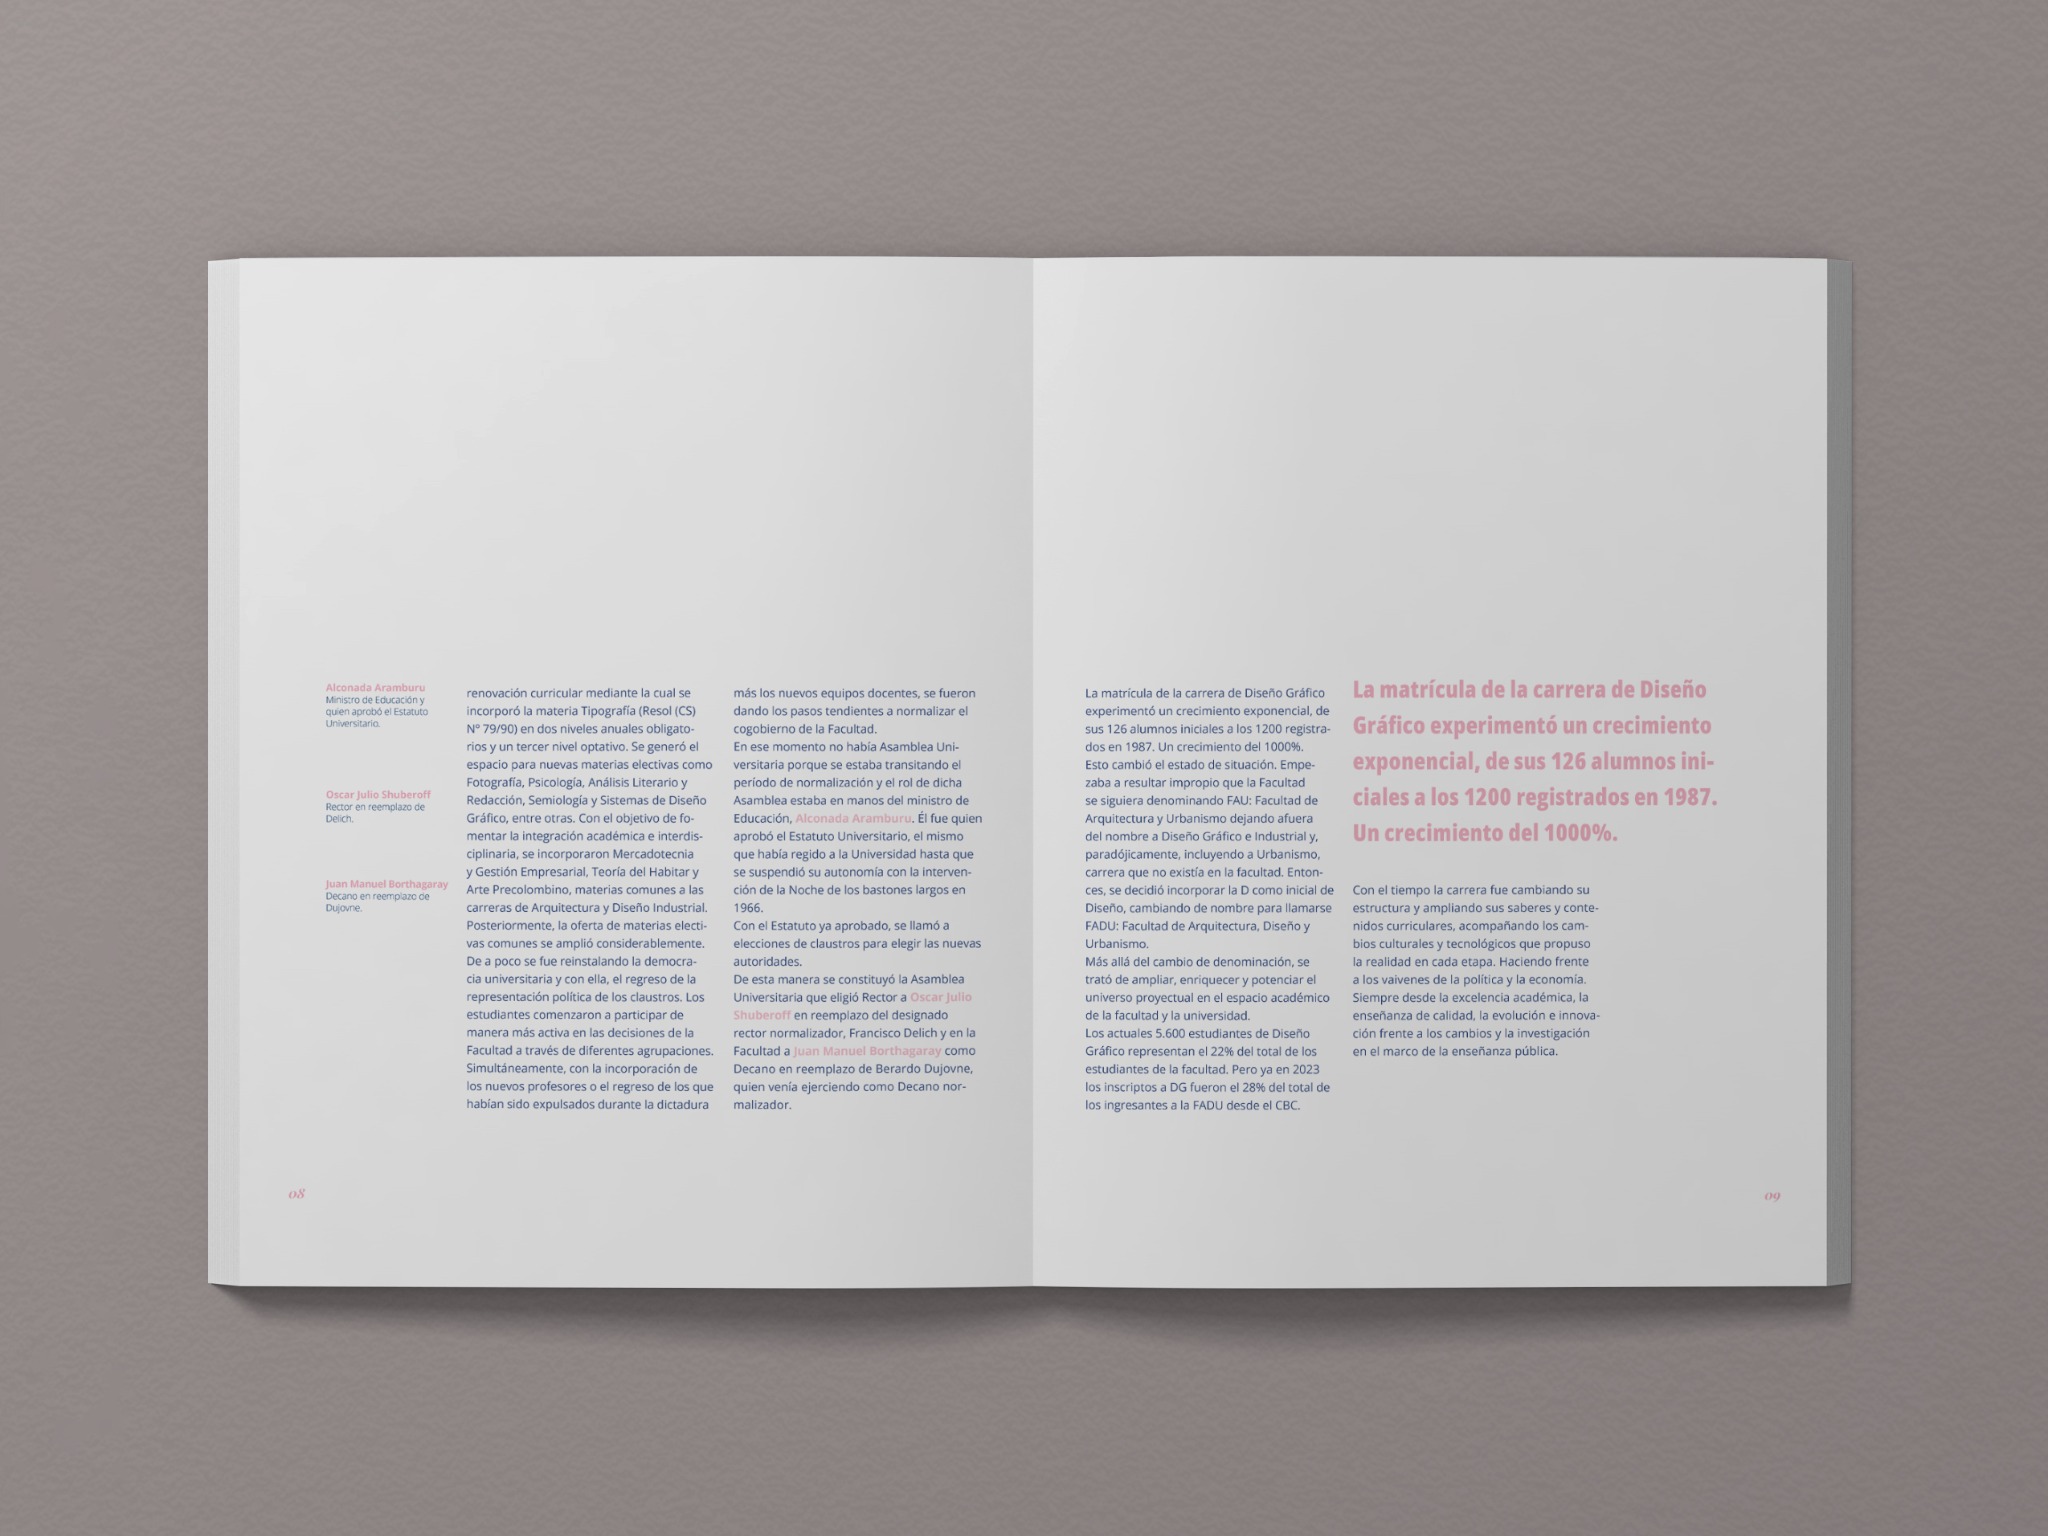 Alconada Aramburu
Ministro de Educación y
quien aprobó el Estatuto
Universitario.
Oscar Julio Shuberoff
Rector en reemplazo de
Delich.
Juan Manuel Borthagaray
Decano en reemplazo de
Dujovne.
renovación curricular mediante la cual se
incorporó la materia Tipografía (Resol (CS)
Nº 79/90) en dos niveles anuales obligato-
rios y un tercer nivel optativo. Se generó el
espacio para nuevas materias electivas como
Fotografía, Psicología, Análisis Literario y
Redacción, Semiología y Sistemas de Diseño
Gráfico, entre otras. Con el objetivo de fo-
mentar la integración académica e interdis-
ciplinaria, se incorporaron Mercadotecnia
y Gestión Empresarial, Teoría del Habitar y
Arte Precolombino, materias comunes a las
carreras de Arquitectura y Diseño Industrial.
Posteriormente, la oferta de materias electi-
vas comunes se amplió considerablemente.
De a poco se fue reinstalando la democra-
cia universitaria y con ella, el regreso de la
representación política de los claustros. Los
estudiantes comenzaron a participar de
manera más activa en las decisiones de la
Facultad a través de diferentes agrupaciones.
Simultáneamente, con la incorporación de
los nuevos profesores o el regreso de los que
habían sido expulsados durante la dictadura
más los nuevos equipos docentes, se fueron
dando los pasos tendientes a normalizar el
cogobierno de la Facultad.
En ese momento no había Asamblea Uni-
versitaria porque se estaba transitando el
período de normalización y el rol de dicha
Asamblea estaba en manos del ministro de
Educación, Alconada Aramburu. Él fue quien
aprobó el Estatuto Universitario, el mismo
que había regido a la Universidad hasta que
se suspendió su autonomía con la interven-
ción de la Noche de los bastones largos en
1966.
Con el Estatuto ya aprobado, se llamó a
elecciones de claustros para elegir las nuevas
autoridades.
De esta manera se constituyó la Asamblea
Universitaria que eligió Rector a Oscar Julio
Shuberoff en reemplazo del designado
rector normalizador, Francisco Delich y en la
Facultad a Juan Manuel Borthagaray como
Decano en reemplazo de Berardo Dujovne,
quien venía ejerciendo como Decano nor-
malizador.
08
La matrícula de la carrera de Diseño Gráfico
experimentó un crecimiento exponencial, de
sus 126 alumnos iniciales a los 1200 registra-
dos en 1987. Un crecimiento del 1000%.
Esto cambió el estado de situación. Empe-
zaba a resultar impropio que la Facultad
se siguiera denominando FAU: Facultad de
Arquitectura y Urbanismo dejando afuera
del nombre a Diseño Gráfico e Industrial y,
paradójicamente, incluyendo a Urbanismo,
carrera que no existía en la facultad. Enton-
ces, se decidió incorporar la D como inicial de
Diseño, cambiando de nombre para llamarse
FADU: Facultad de Arquitectura, Diseño y
Urbanismo.
Más allá del cambio de denominación, se
trató de ampliar, enriquecer y potenciar el
universo proyectual en el espacio académico
de la facultad y la universidad.
Los actuales 5.600 estudiantes de Diseño
Gráfico representan el 22% del total de los
estudiantes de la facultad. Pero ya en 2023
los inscriptos a DG fueron el 28% del total de
los ingresantes a la FADU desde el CBC.
La matrícula de la carrera de Diseño
Gráfico experimentó un crecimiento
exponencial, de sus 126 alumnos ini-
ciales a los 1200 registrados en 1987.
Un crecimiento del 1000%.
Con el tiempo la carrera fue cambiando su
estructura y ampliando sus saberes y conte-
nidos curriculares, acompañando los cam-
bios culturales y tecnológicos que propuso
la realidad en cada etapa. Haciendo frente
a los vaivenes de la política y la economía.
Siempre desde la excelencia académica, la
enseñanza de calidad, la evolución e innova-
ción frente a los cambios y la investigación
en el marco de la enseñanza pública.
09